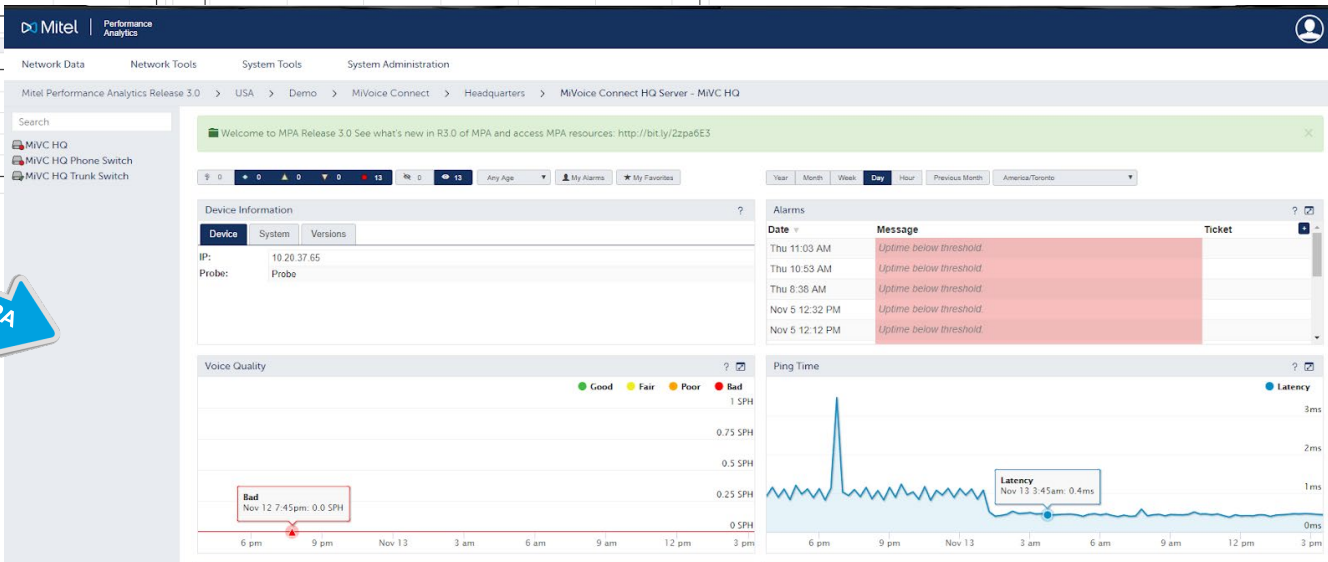 Mitel | Performance Analytics
Network Data Network Tools System Tools System Administration
Mitel Performance Analytics Release 3.0 > USA > Demo > MiVoice Connect > Headquarters > MiVoice Connect HQ Server - MiVC HQ
Search
MiVC HQ
MiVC HQ Phone Switch
MiVC HQ Trunk Switch
Welcome to MPA Release 3.0 See what's new in R3.0 of MPA and access MPA resources: http://bit.ly/2zpa6E3 ×
0 0 0 0 13 0 13 Any Age My Alarms My Favorites
Year Month Week Day Hour Previous Month America/Toronto
Device Information ?
Device System Versions
IP: 10.20.37.65
Probe: Probe
Alarms ?
Date Message Ticket +
Thu 11:03 AM Uptime below threshold.
Thu 10:53 AM Uptime below threshold.
Thu 8:38 AM Uptime below threshold.
Nov 5 12:32 PM Uptime below threshold.
Nov 5 12:12 PM Uptime below threshold.
Voice Quality ?
Good Fair Poor Bad
1 SPH
0.75 SPH
0.5 SPH
0.25 SPH
0 SPH
Bad
Nov 12 7:45pm: 0.0 SPH
6 pm 9 pm Nov 13 3 am 6 am 9 am 12 pm 3 pm
Ping Time ?
Latency
3ms
2ms
1ms
0ms
Latency
Nov 13 3:45am: 0.4ms
6 pm 9 pm Nov 13 3 am 6 am 9 am 12 pm 3 pm